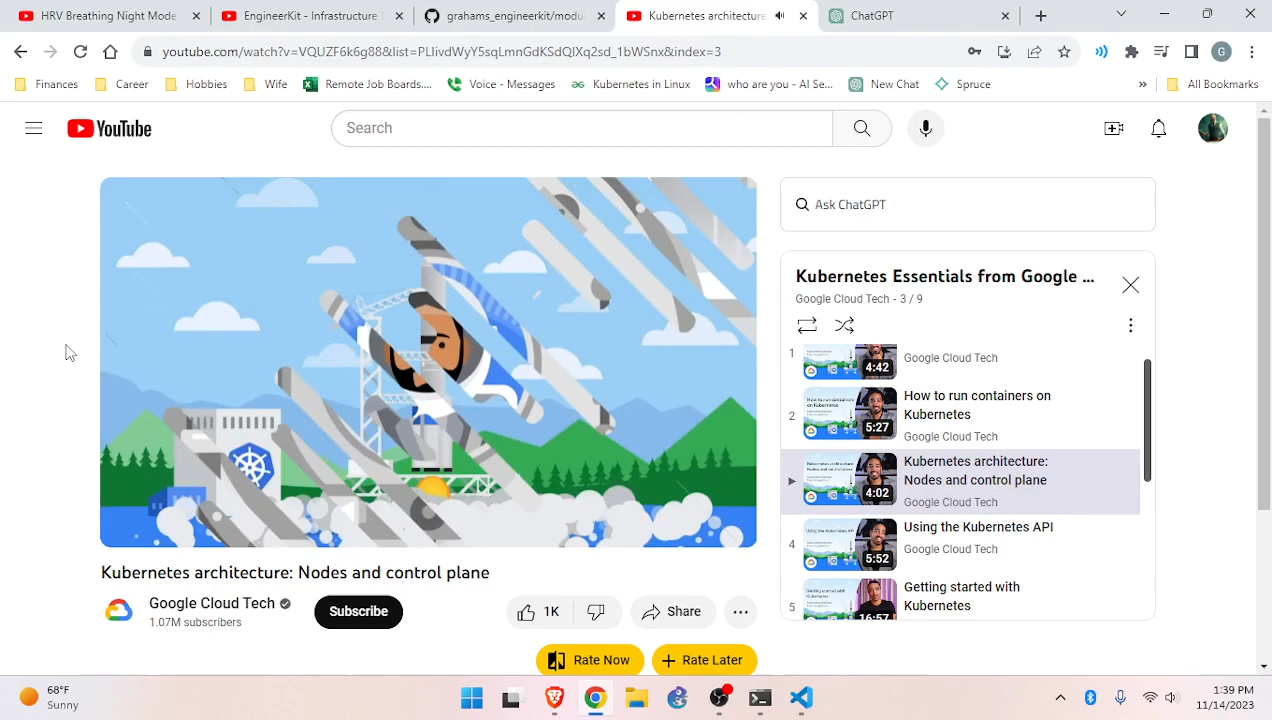 HRV Breathing Night Mode
EngineerKit - Infrastructure
grahams_engineerkit/modul
Kubernetes architecture
ChatGPT
youtube.com/watch?v=VQUZF6k6g88&list=PLIivdWyY5sqLmnGdKSdQIXq2sd_1bWSnx&index=3
G
Finances
Career
Hobbies
Wife
Remote Job Boards....
Voice - Messages
Kubernetes in Linux
who are you - AI Se...
New Chat
Spruce
»
All Bookmarks
YouTube
Search
Ask ChatGPT
Kubernetes Essentials from Google ...
Google Cloud Tech - 3 / 9
1
4:42
Google Cloud Tech
2
5:27
How to run containers on
Kubernetes
Google Cloud Tech
4:02
Kubernetes architecture:
Nodes and control plane
Google Cloud Tech
4
5:52
Using the Kubernetes API
Google Cloud Tech
5
16:57
Getting started with
Kubernetes
Kubernetes architecture: Nodes and control plane
Google Cloud Tech
subscribers
Subscribe
Share
Rate Now
Rate Later
68°F
Sunny
1:39 PM
11/14/2023